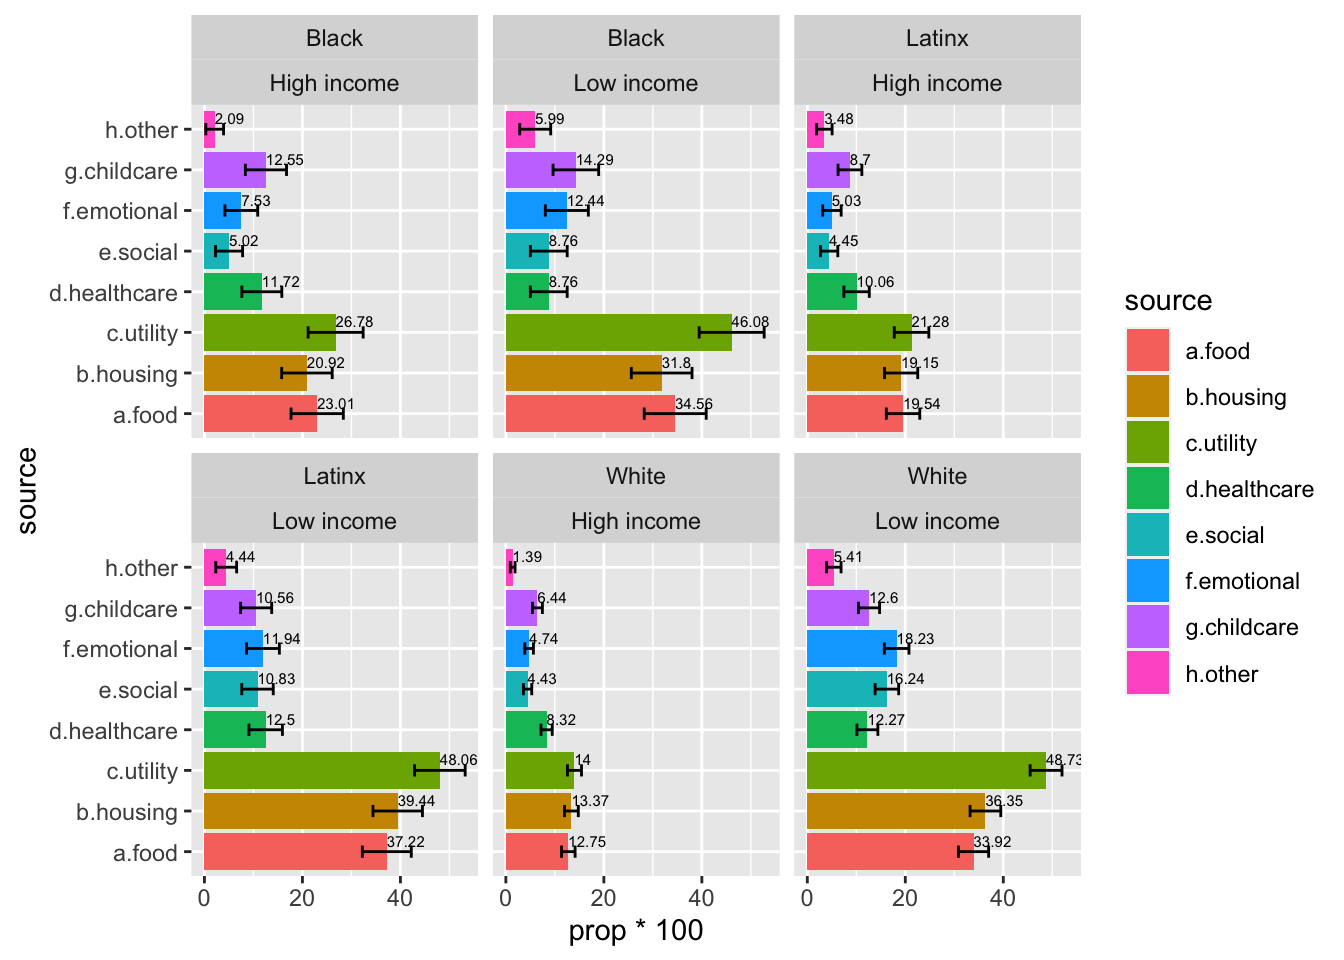 Black
High income
Black
Low income
Latinx
High income
h.other
g.childcare
f.emotional
e.social
d.healthcare
c.utility
b.housing
a.food
2.09
12.55
7.53
5.02
11.72
26.78
20.92
23.01
5.99
14.29
12.44
8.76
8.76
46.08
31.8
34.56
3.48
8.7
5.03
4.45
10.06
21.28
19.15
19.54
Latinx
Low income
White
High income
White
Low income
h.other
g.childcare
f.emotional
e.social
d.healthcare
c.utility
b.housing
a.food
4.44
10.56
11.94
10.83
12.5
48.06
39.44
37.22
1.39
6.44
4.74
4.43
8.32
14
13.37
12.75
5.41
12.6
18.23
16.24
12.27
48.73
36.35
33.92
0 20 40
0 20 40
0 20 40
prop * 100
source
source
a.food
b.housing
c.utility
d.healthcare
e.social
f.emotional
g.childcare
h.other